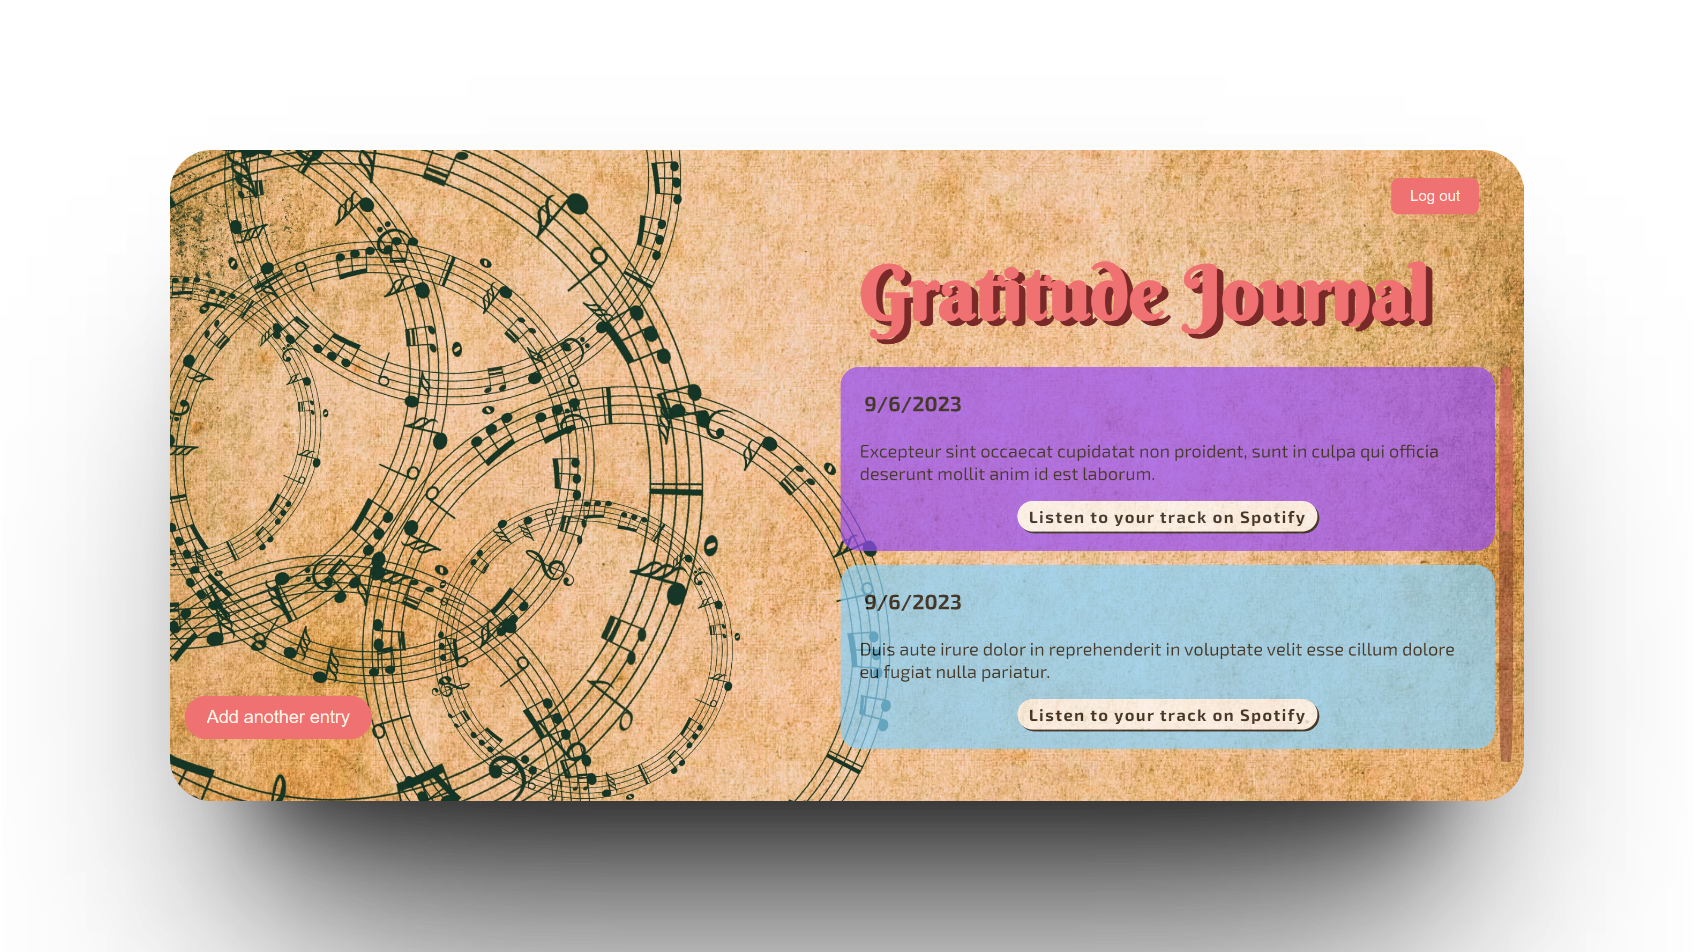 Log out
Gratitude Journal
9/6/2023
Excepteur sint occaecat cupidatat non proident, sunt in culpa qui officia
deserunt mollit anim id est laborum.
Listen to your track on Spotify
9/6/2023
Duis aute irure dolor in reprehenderit in voluptate velit esse cillum dolore
eu fugiat nulla pariatur.
Listen to your track on Spotify
Add another entry